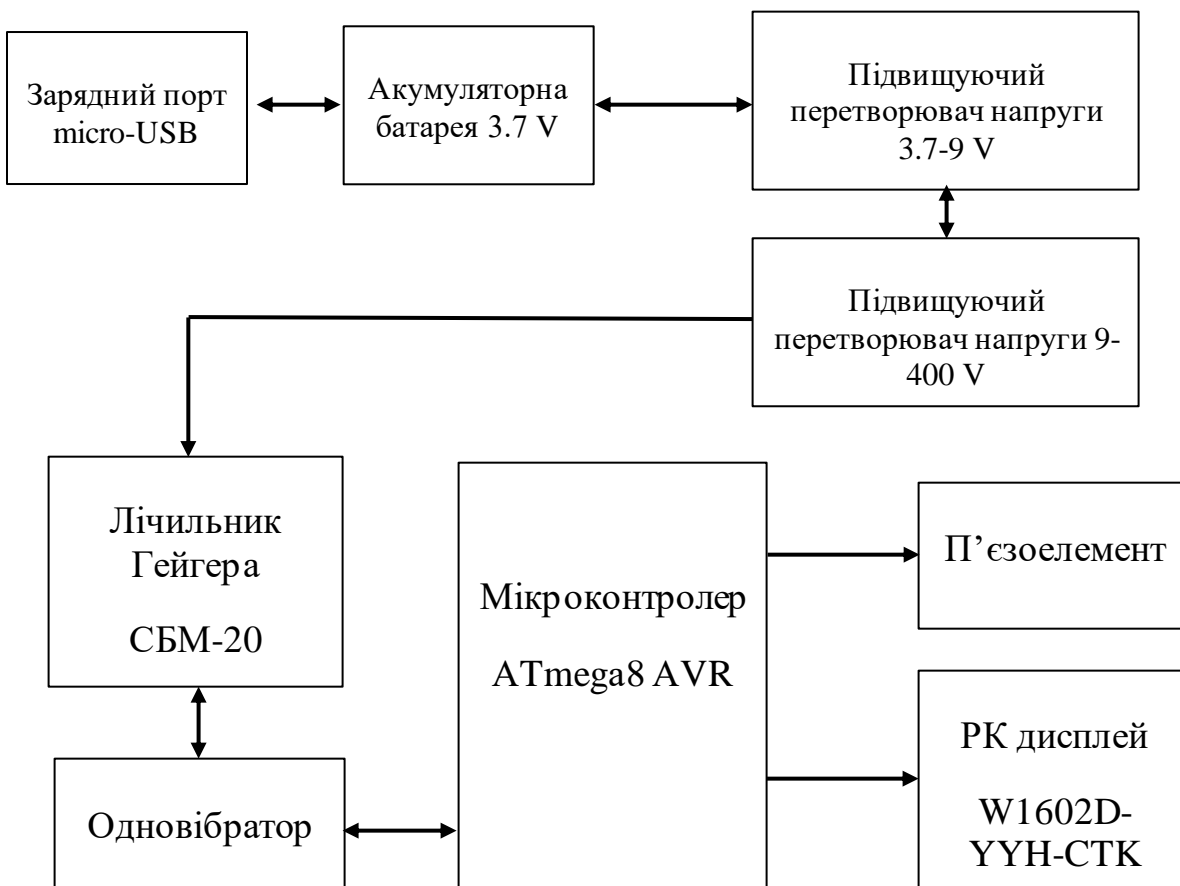 Зарядний порт
micro-USB
Акумуляторна
батарея 3.7 V
Підвищуючий
перетворювач напруги
3.7-9 V
Підвищуючий
перетворювач напруги 9-
400 V
Лічильник
Гейгера
СБМ-20
Мікроконтролер
ATmega8 AVR
П’єзоелемент
РК дисплей
W1602D-
YYH-CTK
Одновібратор